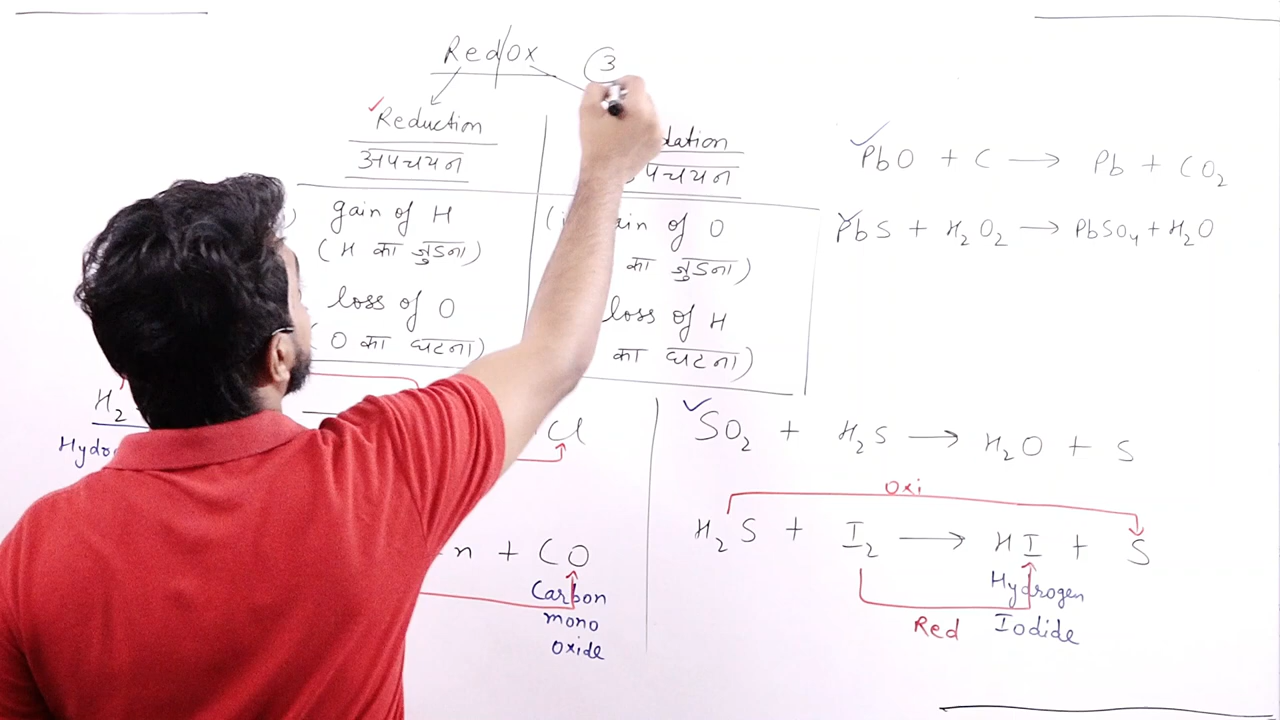 Redox
3
Reduction
अपचयन
gain of H
(H का जुडना)
loss of O
(O का घटना)
dation
पचयन
ain of O
का जुडना)
loss of H
का घटना)
PbO + C → Pb + CO₂
PbS + H₂O₂ → PbSO₄ + H₂O
H₂
Hydro
Cl
n + CO
Carbon
mono
oxide
SO₂ + H₂S → H₂O + S
Oxi
H₂S + I₂ → HI + S
Hydrogen
Iodide
Red